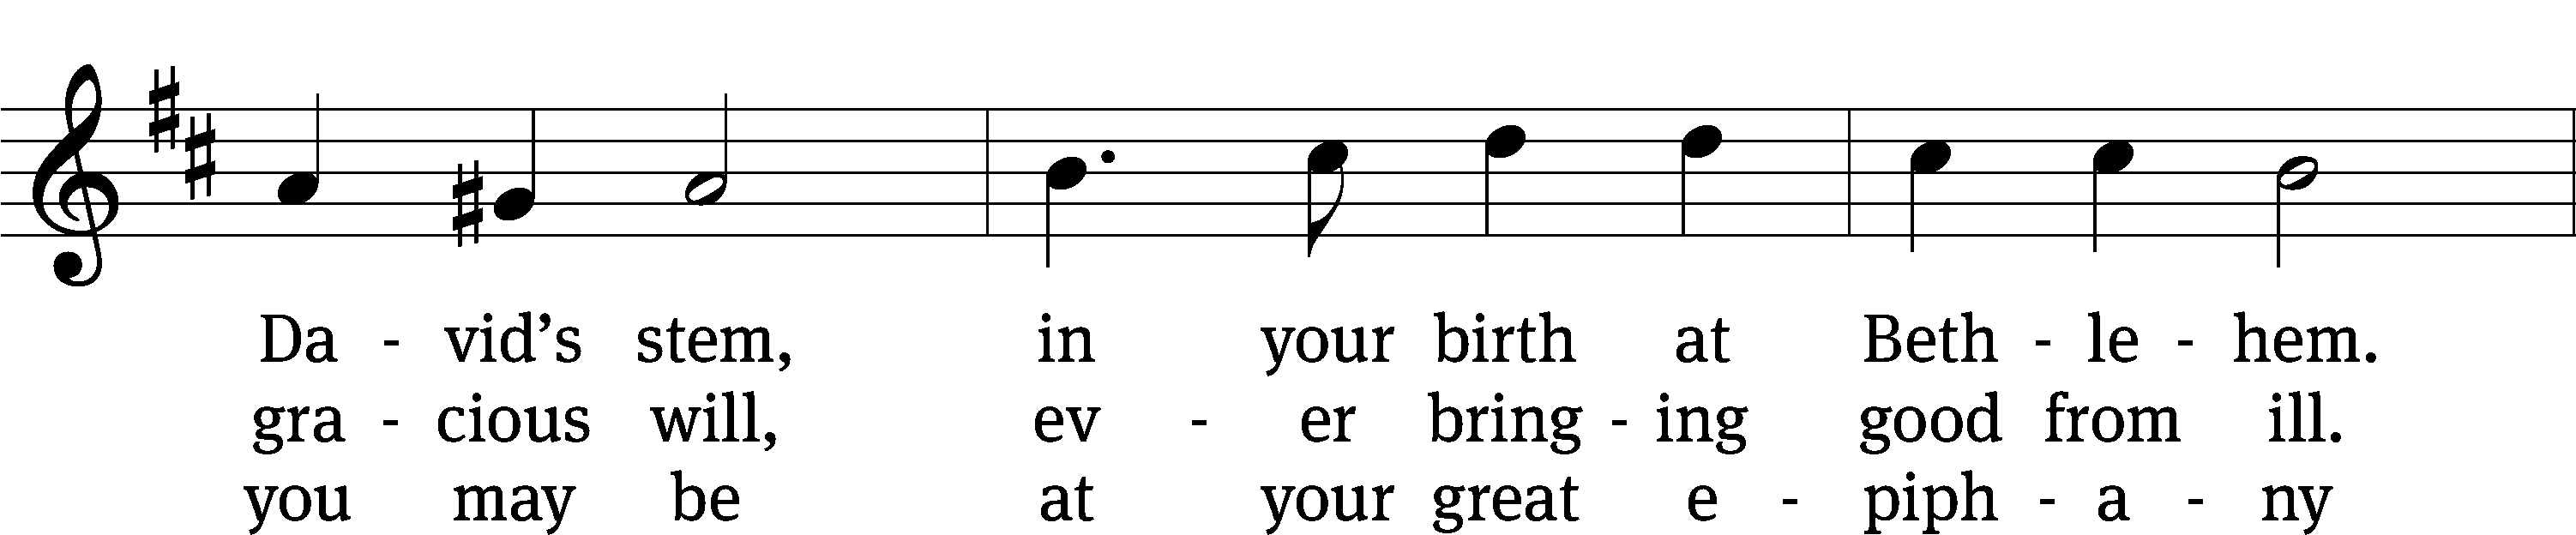 Da - vid’s stem, in your birth at Beth - le - hem.
gra - cious will, ev - er bring - ing good from ill.
you may be at your great e - piph - a - ny